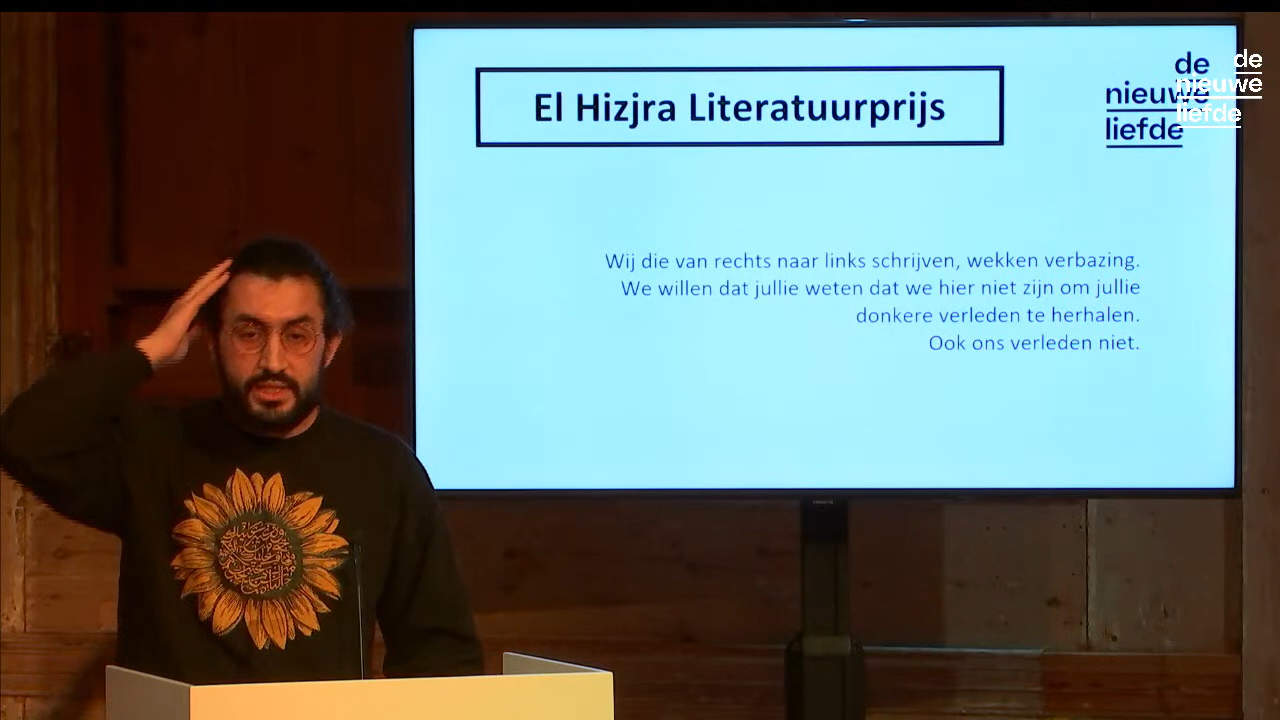 El Hizjra Literatuurprijs
de
nieuwe
liefde
de
nieuwe
liefde
Wij die van rechts naar links schrijven, wekken verbazing.
We willen dat jullie weten dat we hier niet zijn om jullie
donkere verleden te herhalen.
Ook ons verleden niet.